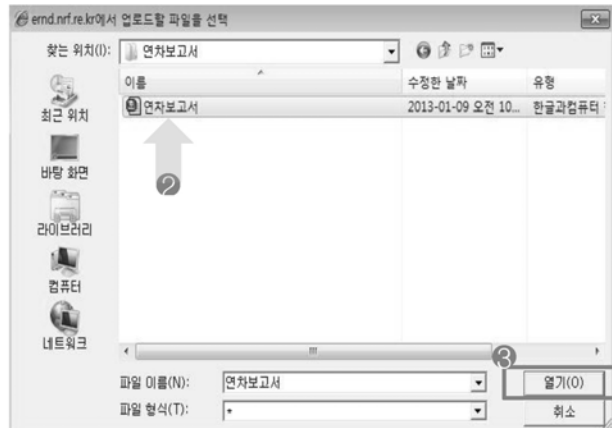 ernd.nrf.re.kr에서 업로드할 파일을 선택
찾는 위치(I): 연차보고서
이름 수정한 날짜 유형
연차보고서 2013-01-09 오전 10... 한글과컴퓨터
최근 위치
바탕 화면
❷
라이브러리
컴퓨터
네트워크
❸
파일 이름(N): 연차보고서 열기(O)
파일 형식(T): * 취소